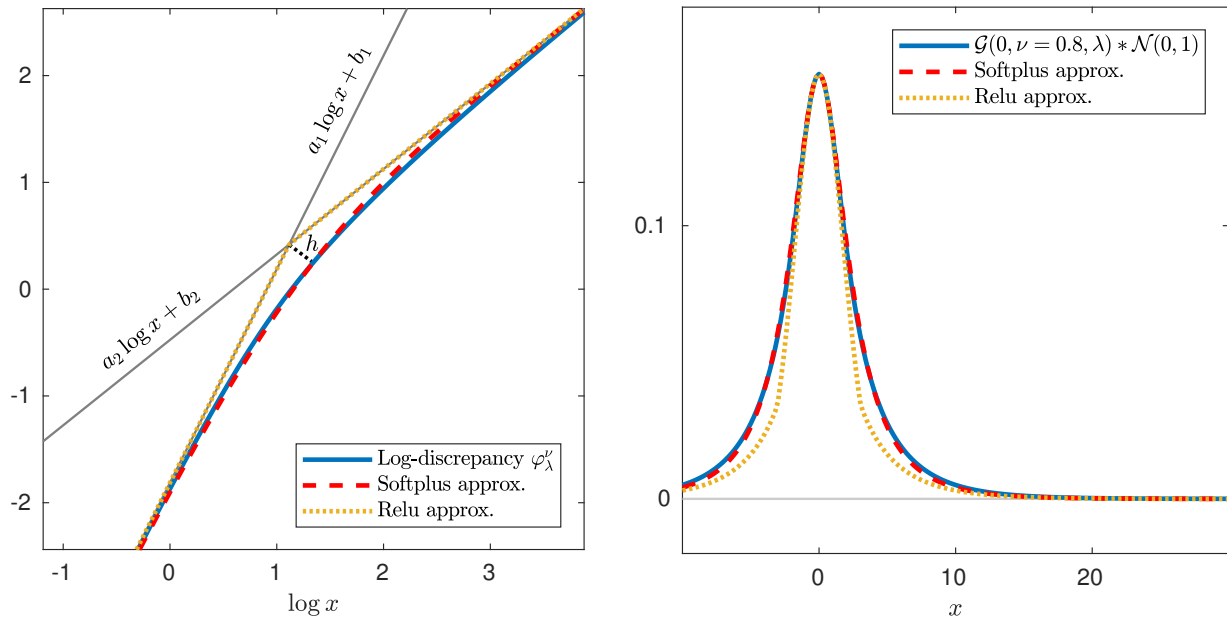 2
1
0
-1
-2
-1
0
1
2
3
log x
a₁ log x + b₁
a₂ log x + b₂
h
Log-discrepancy φ_λ^ν
Softplus approx.
Relu approx.
0.1
0
0
10
20
x
𝒢(0, ν = 0.8, λ) ∗ 𝒩(0, 1)
Softplus approx.
Relu approx.